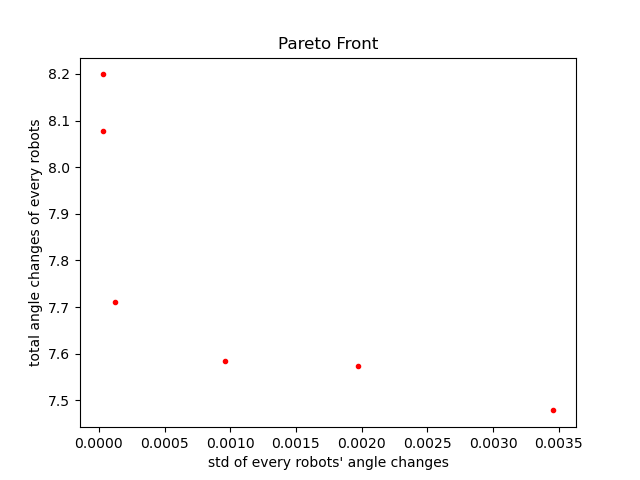 Pareto Front
total angle changes of every robots
8.2
8.1
8.0
7.9
7.8
7.7
7.6
7.5
0.0000 0.0005 0.0010 0.0015 0.0020 0.0025 0.0030 0.0035
std of every robots' angle changes